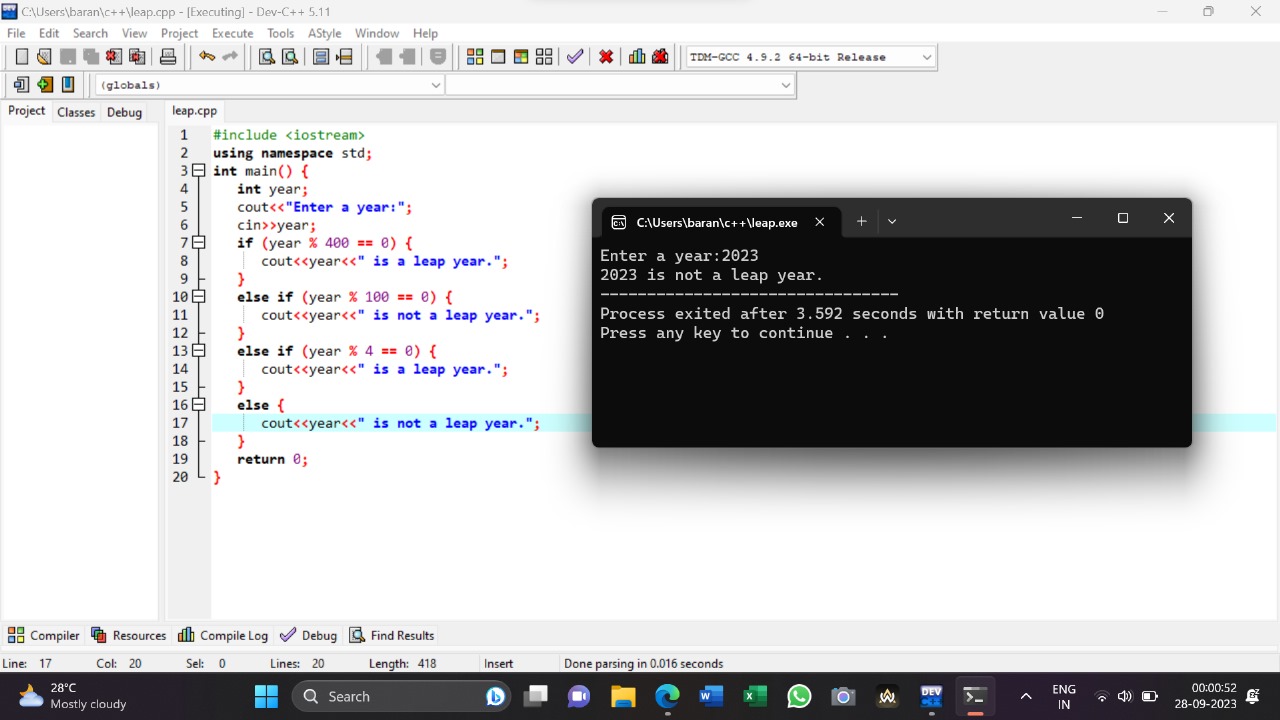 C:\Users\baran\c++\leap.cpp - [Executing] - Dev-C++ 5.11
File Edit Search View Project Execute Tools AStyle Window Help
TDM-GCC 4.9.2 64-bit Release
(globals)
Project Classes Debug
leap.cpp
1 #include <iostream>
2 using namespace std;
3 int main() {
4 int year;
5 cout<<"Enter a year:";
6 cin>>year;
7 if (year % 400 == 0) {
8 cout<<year<<" is a leap year.";
9 }
10 else if (year % 100 == 0) {
11 cout<<year<<" is not a leap year.";
12 }
13 else if (year % 4 == 0) {
14 cout<<year<<" is a leap year.";
15 }
16 else {
17 cout<<year<<" is not a leap year.";
18 }
19 return 0;
20 }
C:\Users\baran\c++\leap.exe
Enter a year:2023
2023 is not a leap year.
--------------------------------
Process exited after 3.592 seconds with return value 0
Press any key to continue . . .
Compiler Resources Compile Log Debug Find Results
Line: 17 Col: 20 Sel: 0 Lines: 20 Length: 418 Insert Done parsing in 0.016 seconds
28°C
Mostly cloudy
Search
DEV
ENG
IN
00:00:52
28-09-2023